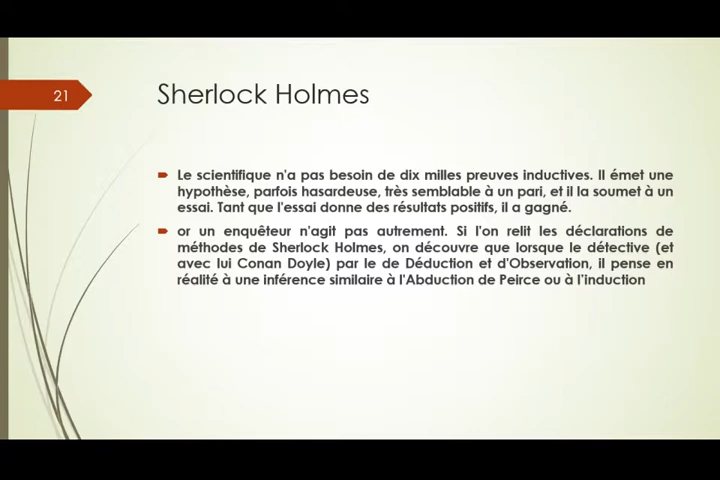 21
Sherlock Holmes
Le scientifique n'a pas besoin de dix milles preuves inductives. Il émet une
hypothèse, parfois hasardeuse, très semblable à un pari, et il la soumet à un
essai. Tant que l'essai donne des résultats positifs, il a gagné.
or un enquêteur n'agit pas autrement. Si l'on relit les déclarations de
méthodes de Sherlock Holmes, on découvre que lorsque le détective (et
avec lui Conan Doyle) par le de Déduction et d'Observation, il pense en
réalité à une inférence similaire à l'Abduction de Peirce ou à l'induction